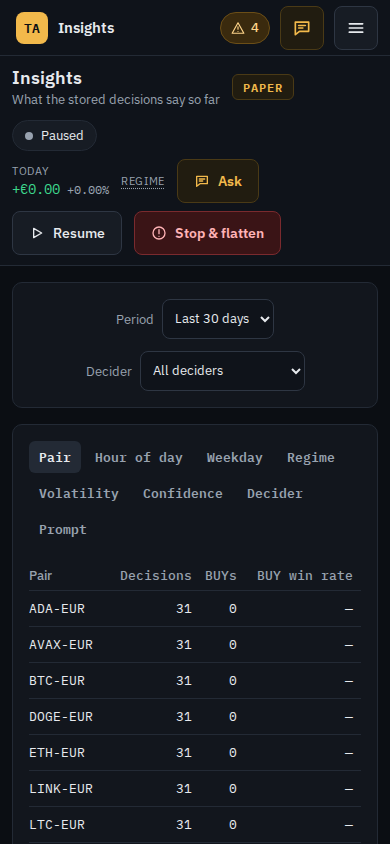 TA Insights 4
Insights
What the stored decisions say so far
PAPER
Paused
TODAY
+€0.00 +0.00%
REGIME
Ask
Resume
Stop & flatten
Period Last 30 days
Decider All deciders
Pair Hour of day Weekday Regime
Volatility Confidence Decider
Prompt
Pair Decisions BUYs BUY win rate
ADA-EUR 31 0 —
AVAX-EUR 31 0 —
BTC-EUR 31 0 —
DOGE-EUR 31 0 —
ETH-EUR 31 0 —
LINK-EUR 31 0 —
LTC-EUR 31 0 —